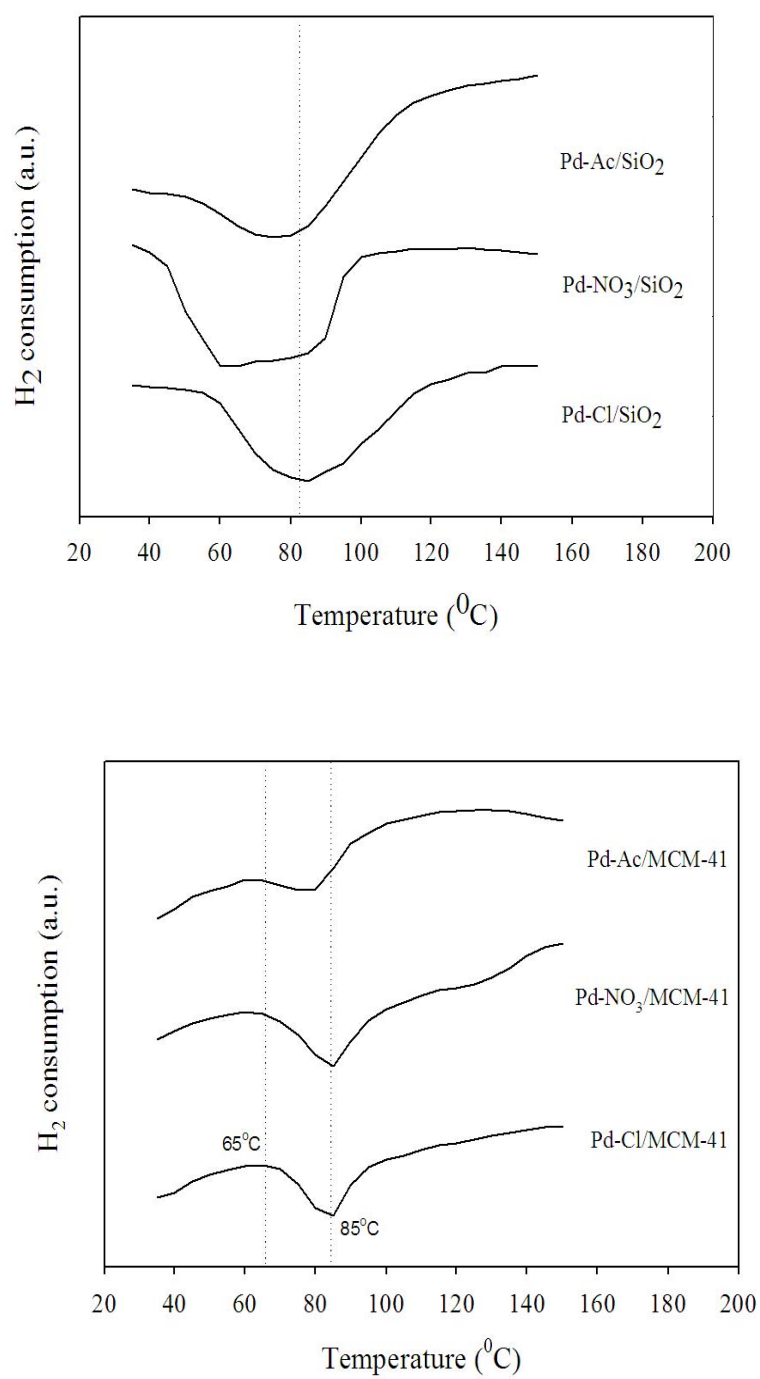 H2 consumption (a.u.)
Pd-Ac/SiO2
Pd-NO3/SiO2
Pd-Cl/SiO2
20 40 60 80 100 120 140 160 180 200
Temperature (0C)
H2 consumption (a.u.)
Pd-Ac/MCM-41
Pd-NO3/MCM-41
Pd-Cl/MCM-41
65oC
85oC
20 40 60 80 100 120 140 160 180 200
Temperature (0C)